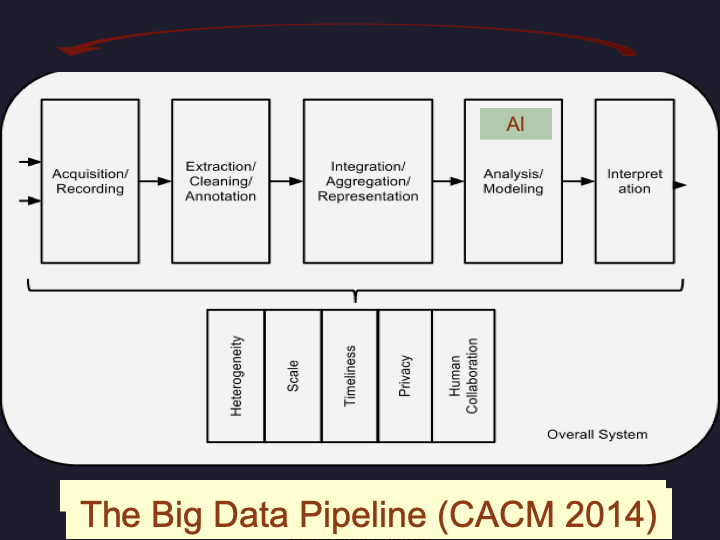 AI
Acquisition/
Recording
Extraction/
Cleaning/
Annotation
Integration/
Aggregation/
Representation
Analysis/
Modeling
Interpret
ation
Heterogeneity
Scale
Timeliness
Privacy
Human
Collaboration
Overall System
The Big Data Pipeline (CACM 2014)